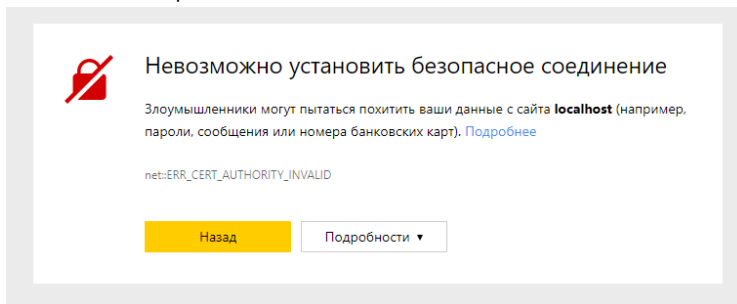 Невозможно установить безопасное соединение
Злоумышленники могут пытаться похитить ваши данные с сайта localhost (например,
пароли, сообщения или номера банковских карт). Подробнее
net::ERR_CERT_AUTHORITY_INVALID
Назад
Подробности ▼